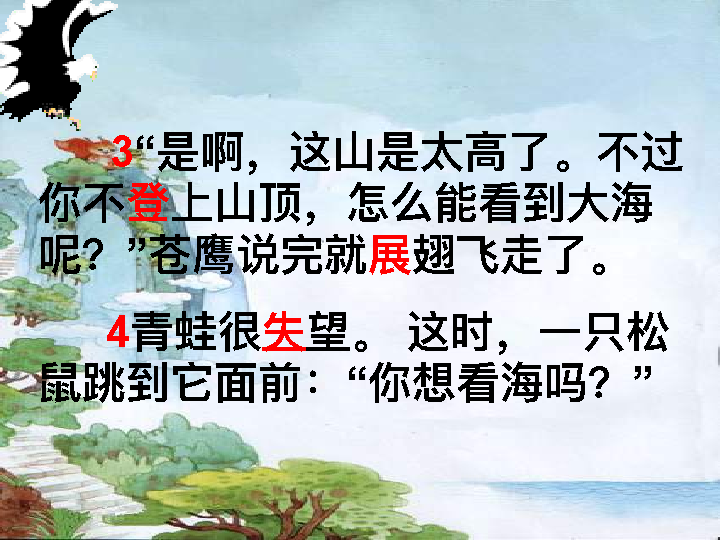 3“是啊，这山是太高了。不过
你不登上山顶，怎么能看到大海
呢？”苍鹰说完就展翅飞走了。
4青蛙很失望。 这时，一只松
鼠跳到它面前：“你想看海吗？”